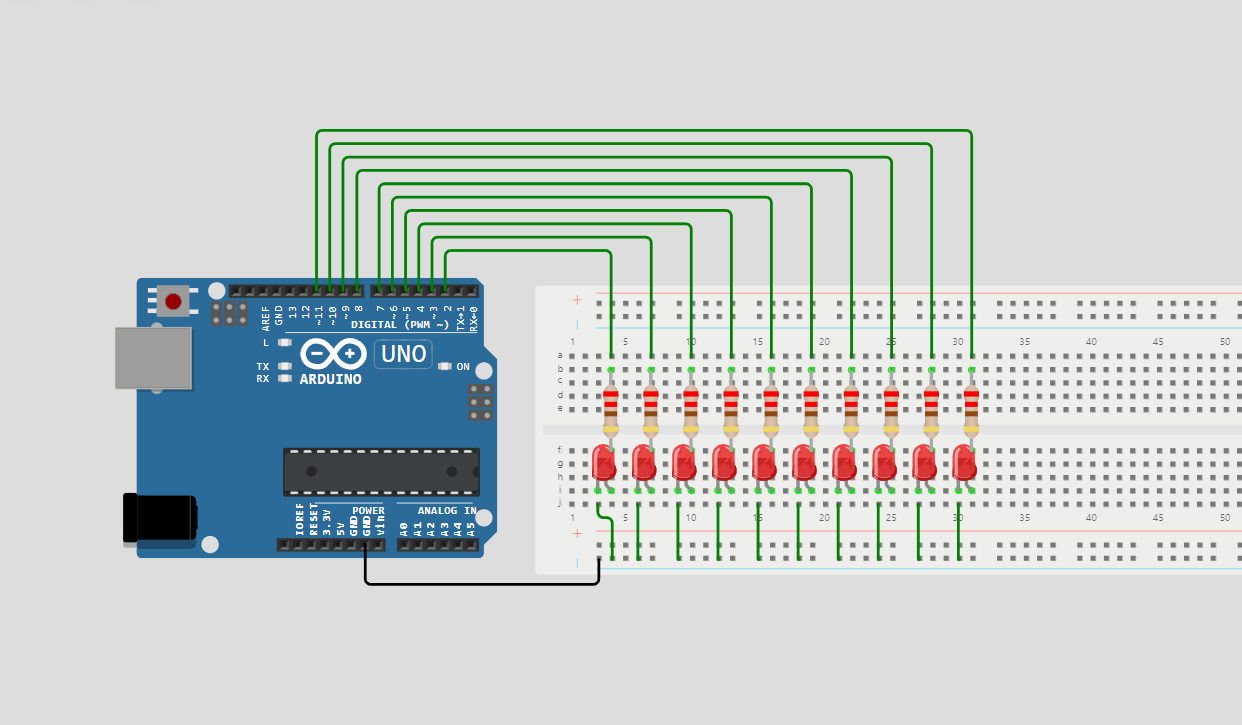 AREF
GND
13
12
~11
~10
~9
8
7
~6
~5
4
~3
2
TX→1
RX←0
DIGITAL (PWM ~)
L
TX
RX
UNO
ARDUINO
ON
POWER
ANALOG IN
IOREF
RESET
3.3V
5V
GND
GND
Vin
A0
A1
A2
A3
A4
A5
+
1 5 10 15 20 25 30 35 40 45 50
a
b
c
d
e
f
g
h
i
j
1 5 10 15 20 25 30 35 40 45 50
+